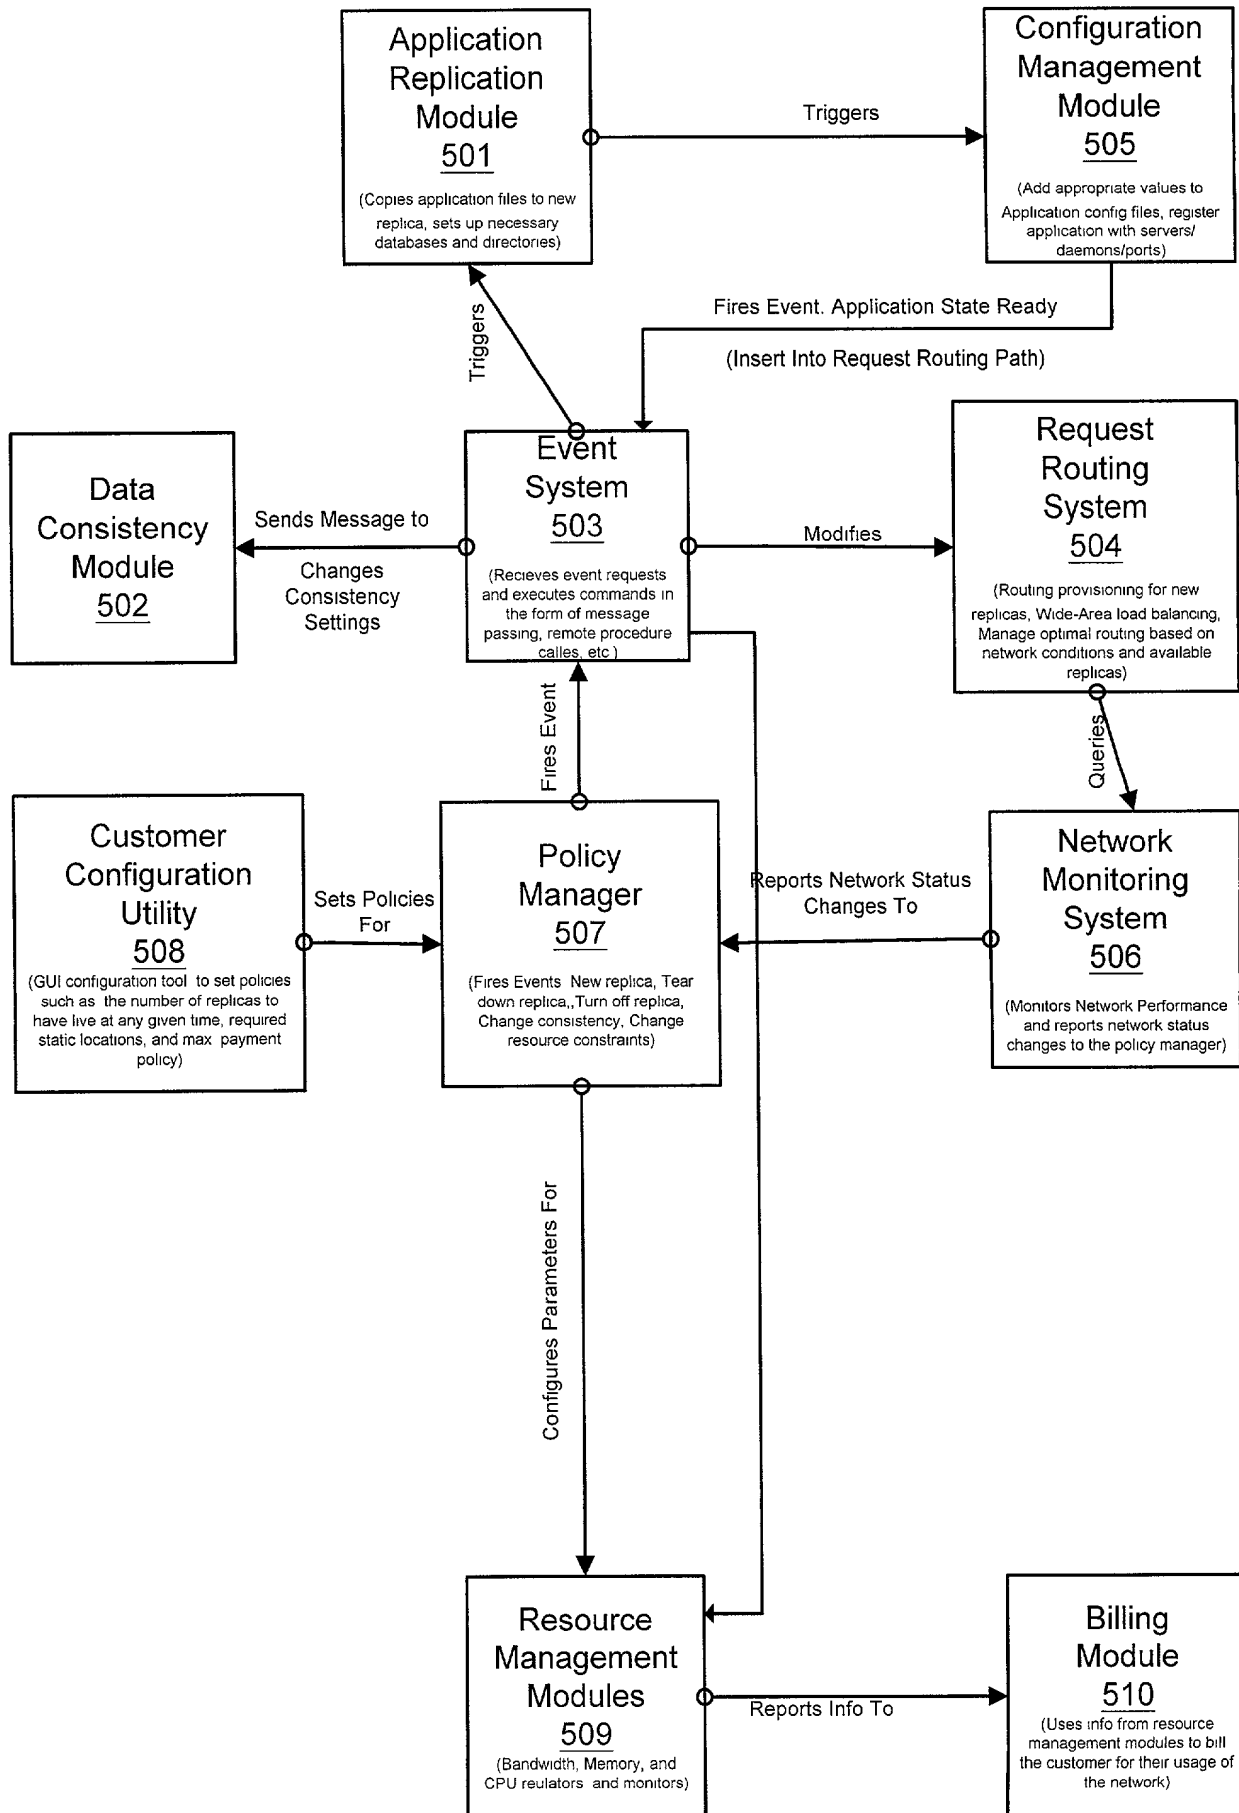 Application
Replication
Module
501
(Copies application files to new
replica, sets up necessary
databases and directories)
Triggers
Configuration
Management
Module
505
(Add appropriate values to
Application config files, register
application with servers/
daemons/ports)
Triggers
Fires Event. Application State Ready
(Insert Into Request Routing Path)
Data
Consistency
Module
502
Sends Message to
Changes
Consistency
Settings
Event
System
503
(Recieves event requests
and executes commands in
the form of message
passing, remote procedure
calles, etc )
Modifies
Request
Routing
System
504
(Routing provisioning for new
replicas, Wide-Area load balancing,
Manage optimal routing based on
network conditions and available
replicas)
Fires Event
Queries
Customer
Configuration
Utility
508
(GUI configuration tool to set policies
such as the number of replicas to
have live at any given time, required
static locations, and max payment
policy)
Sets Policies
For
Policy
Manager
507
(Fires Events New replica, Tear
down replica,,Turn off replica,
Change consistency, Change
resource constraints)
Reports Network Status
Changes To
Network
Monitoring
System
506
(Monitors Network Performance
and reports network status
changes to the policy manager)
Configures Parameters For
Resource
Management
Modules
509
(Bandwidth, Memory, and
CPU reulators and monitors)
Reports Info To
Billing
Module
510
(Uses info from resource
management modules to bill
the customer for their usage of
the network)